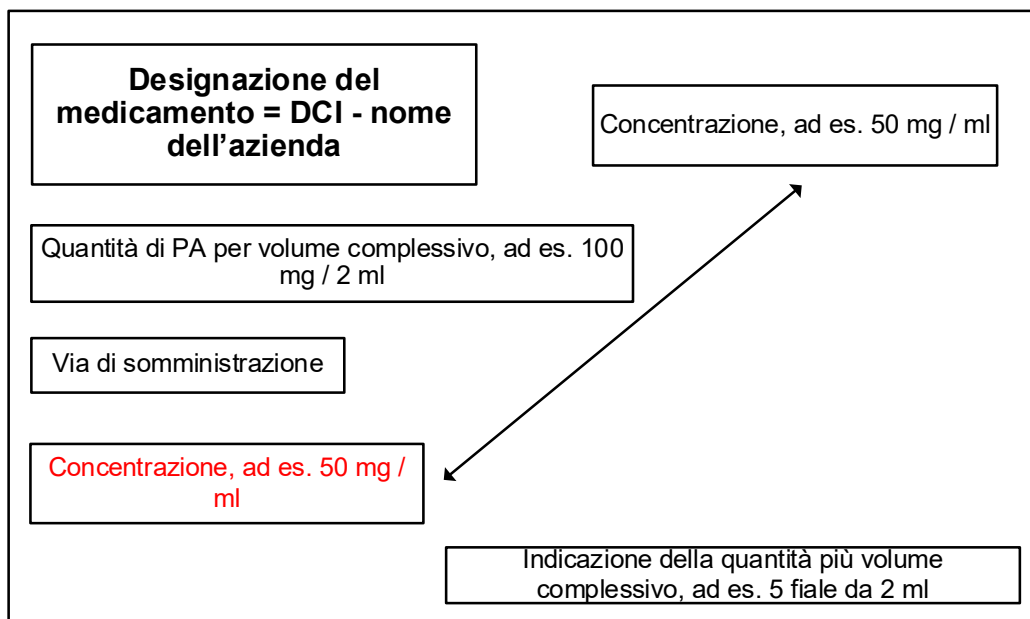 Designazione del
medicamento = DCI - nome
dell’azienda
Concentrazione, ad es. 50 mg / ml
Quantità di PA per volume complessivo, ad es. 100
mg / 2 ml
Via di somministrazione
Concentrazione, ad es. 50 mg /
ml
Indicazione della quantità più volume
complessivo, ad es. 5 fiale da 2 ml